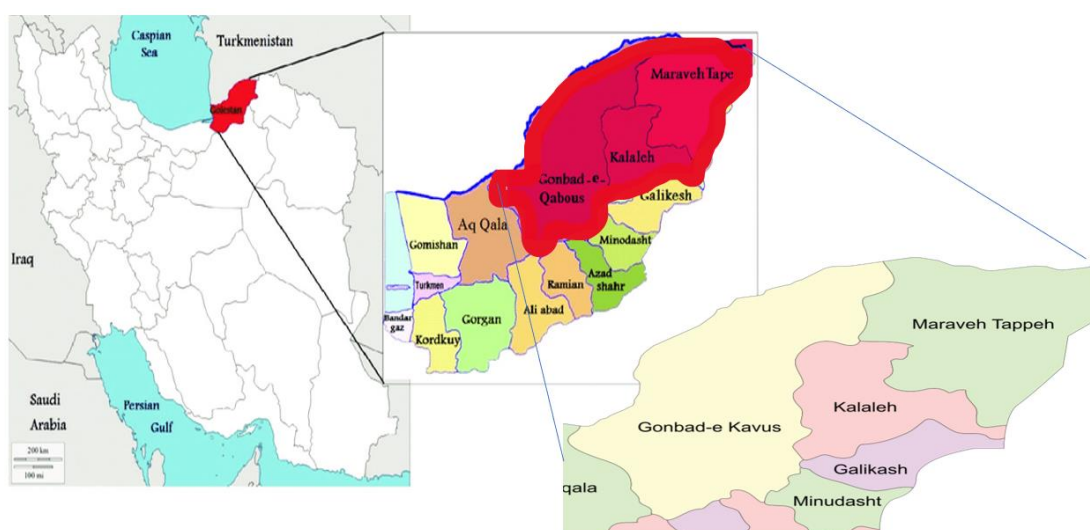 Caspian
Sea
Turkmenistan
Golestan
Iraq
Saudi
Arabia
Persian
Gulf
200 km
100 mi
Maraveh Tape
Kalaleh
Gonbad-e-
Qabous
Galikesh
Aq Qala
Gomishan
Minodasht
Azad
shahr
Ramian
Turkmen
Ali abad
Bandar
gaz
Gorgan
Kordkuy
Maraveh Tappeh
Kalaleh
Gonbad-e Kavus
Galikash
qala
Minudasht